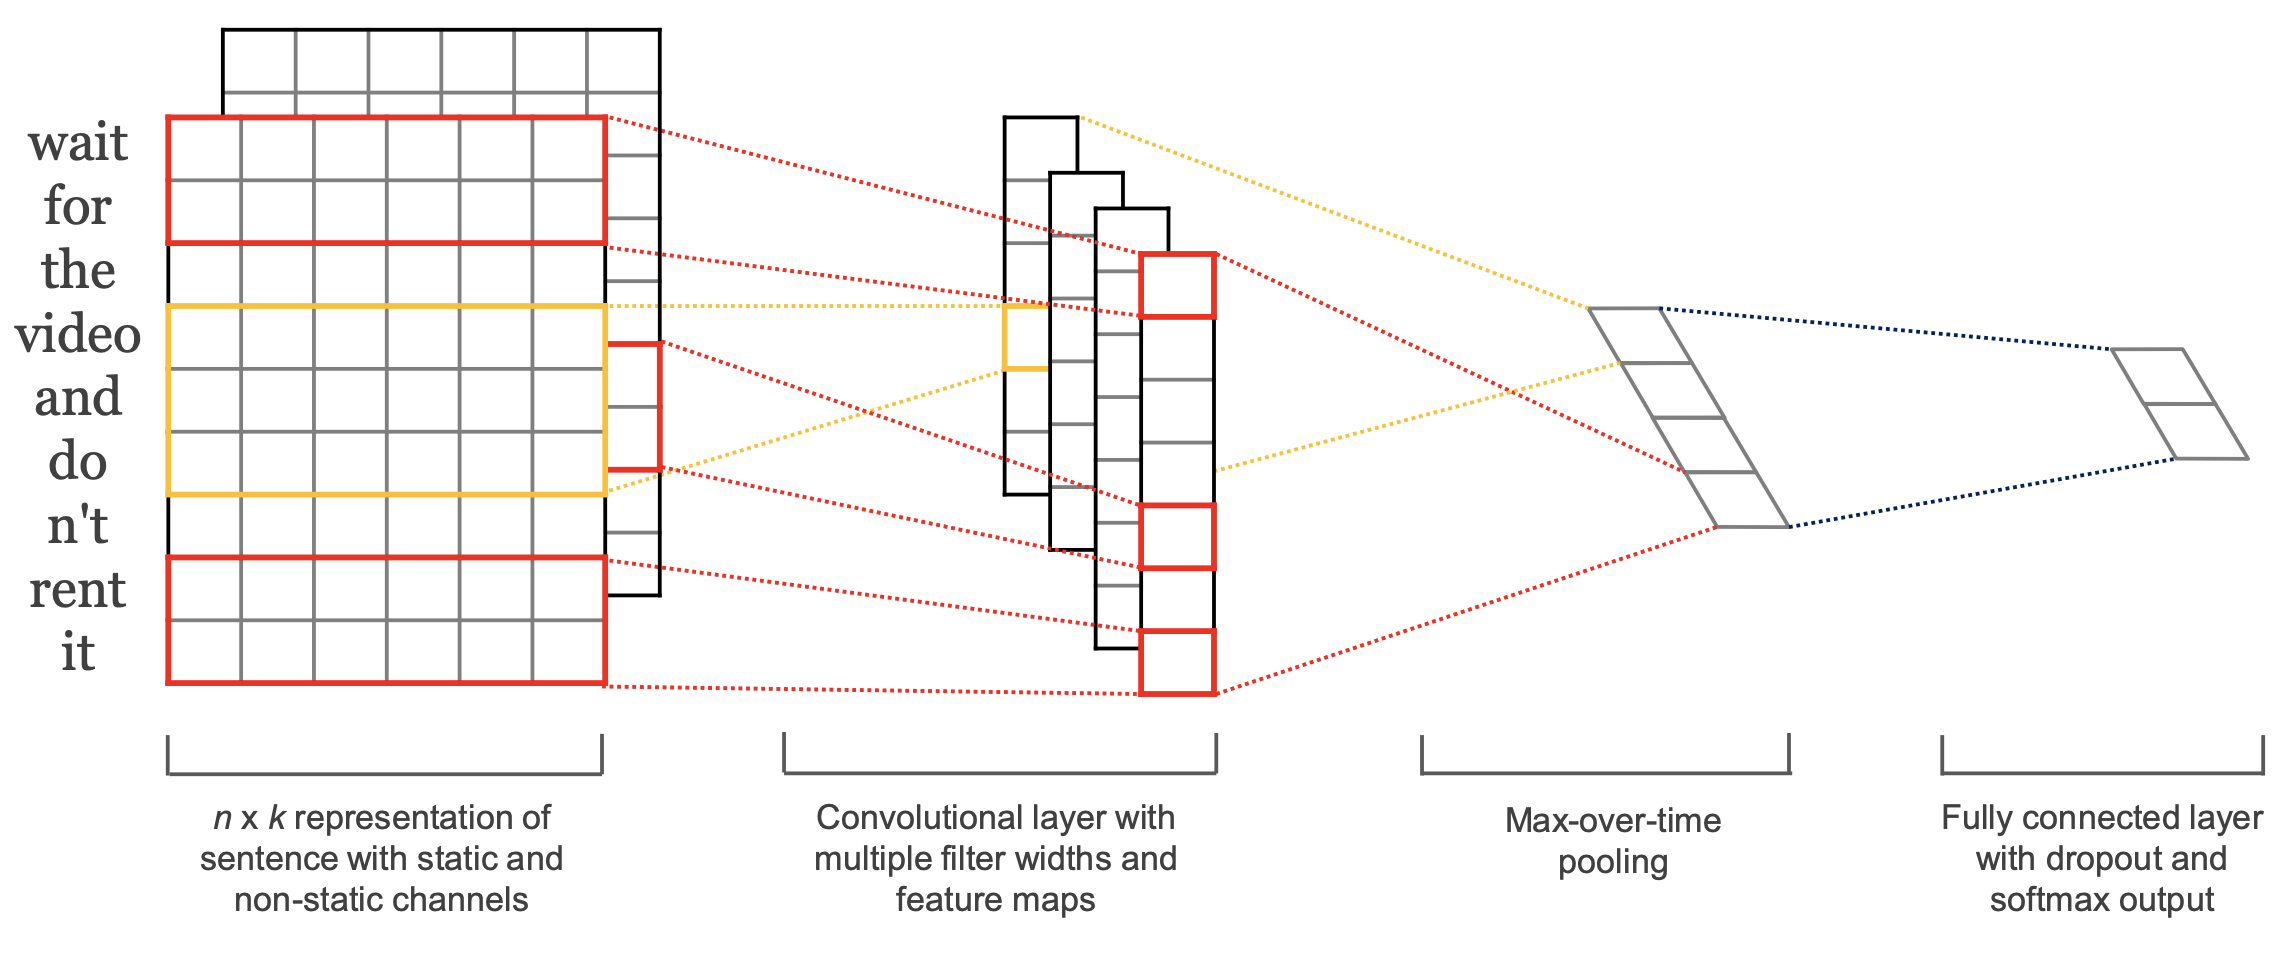 wait
for
the
video
and
do
n't
rent
it
n x k representation of
sentence with static and
non-static channels
Convolutional layer with
multiple filter widths and
feature maps
Max-over-time
pooling
Fully connected layer
with dropout and
softmax output